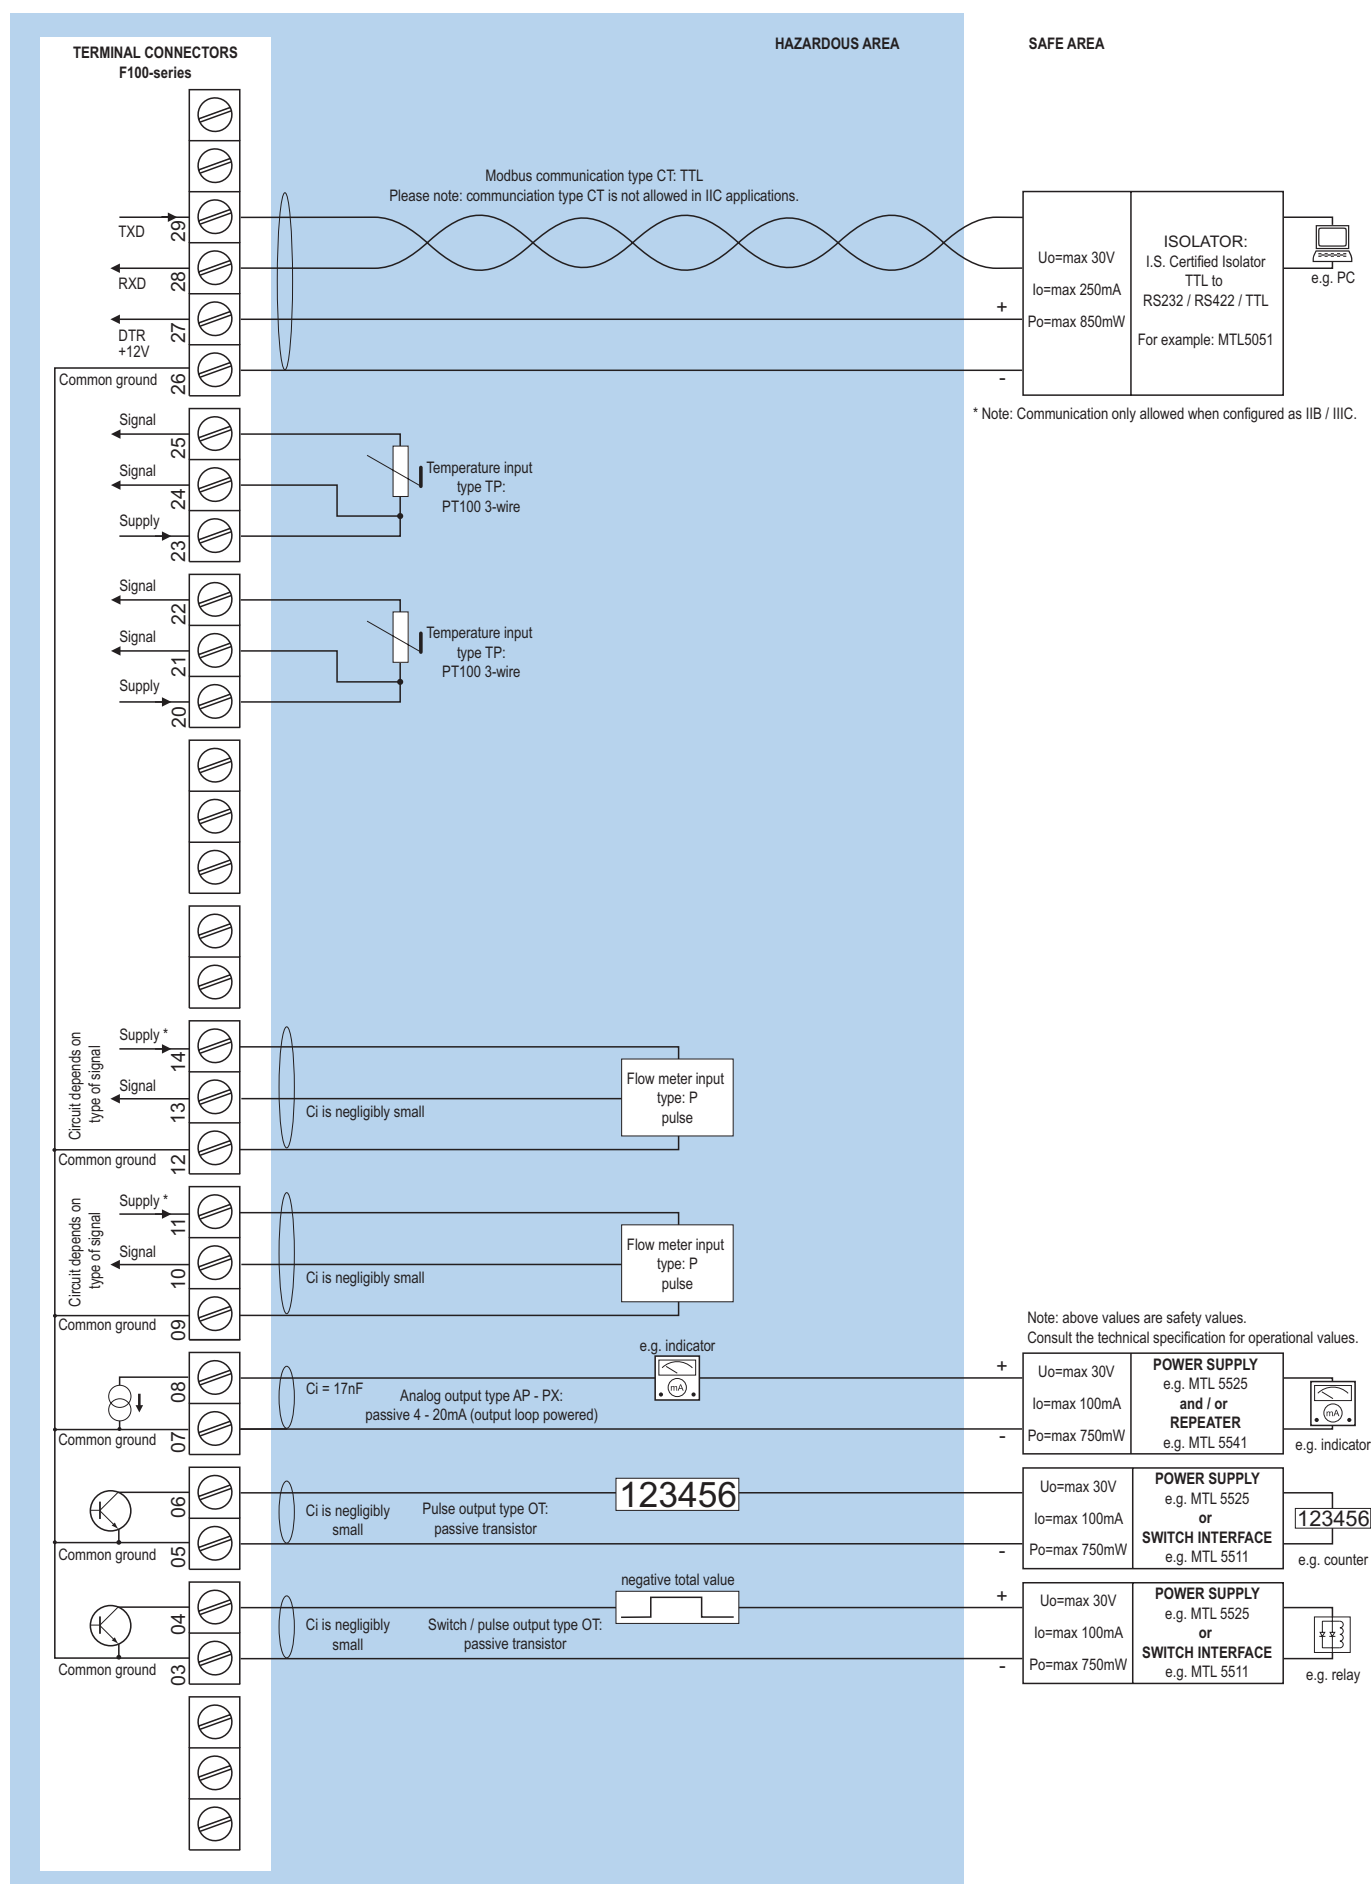 TERMINAL CONNECTORS
F100-series
HAZARDOUS AREA
SAFE AREA
Modbus communication type CT: TTL
Please note: communciation type CT is not allowed in IIC applications.
TXD
29
RXD
28
DTR
+12V
27
Common ground
26
+
-
Uo=max 30V
Io=max 250mA
Po=max 850mW
ISOLATOR:
I.S. Certified Isolator
TTL to
RS232 / RS422 / TTL
For example: MTL5051
e.g. PC
* Note: Communication only allowed when configured as IIB / IIIC.
Signal
25
Signal
24
Supply
23
Temperature input
type TP:
PT100 3-wire
Signal
22
Signal
21
Supply
20
Temperature input
type TP:
PT100 3-wire
Circuit depends on
type of signal
Supply *
14
Signal
13
Common ground
12
Ci is negligibly small
Flow meter input
type: P
pulse
Circuit depends on
type of signal
Supply *
11
Signal
10
Common ground
09
Ci is negligibly small
Flow meter input
type: P
pulse
Note: above values are safety values.
Consult the technical specification for operational values.
08
Common ground
07
Ci = 17nF
Analog output type AP - PX:
passive 4 - 20mA (output loop powered)
e.g. indicator
mA
+
-
Uo=max 30V
Io=max 100mA
Po=max 750mW
POWER SUPPLY
e.g. MTL 5525
and / or
REPEATER
e.g. MTL 5541
mA
e.g. indicator
06
Common ground
05
Ci is negligibly
small
Pulse output type OT:
passive transistor
123456
+
-
Uo=max 30V
Io=max 100mA
Po=max 750mW
POWER SUPPLY
e.g. MTL 5525
or
SWITCH INTERFACE
e.g. MTL 5511
123456
e.g. counter
04
Common ground
03
Ci is negligibly
small
Switch / pulse output type OT:
passive transistor
negative total value
+
-
Uo=max 30V
Io=max 100mA
Po=max 750mW
POWER SUPPLY
e.g. MTL 5525
or
SWITCH INTERFACE
e.g. MTL 5511
e.g. relay